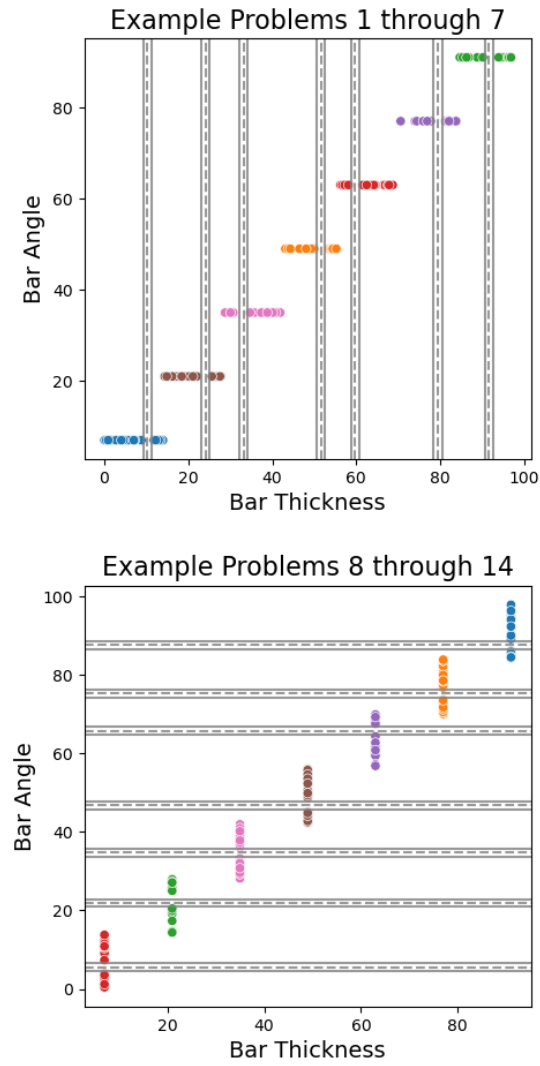 Example Problems 1 through 7
Bar Angle
80
60
40
20
0 20 40 60 80 100
Bar Thickness
Example Problems 8 through 14
Bar Angle
100
80
60
40
20
0
20 40 60 80
Bar Thickness